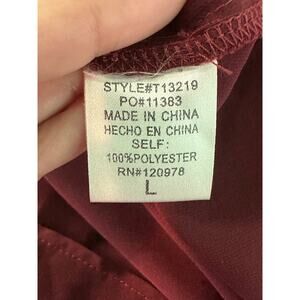 STYLE#T13219
PO#11383
MADE IN CHINA
HECHO EN CHINA
SELF:
100%POLYESTER
RN#120978
L